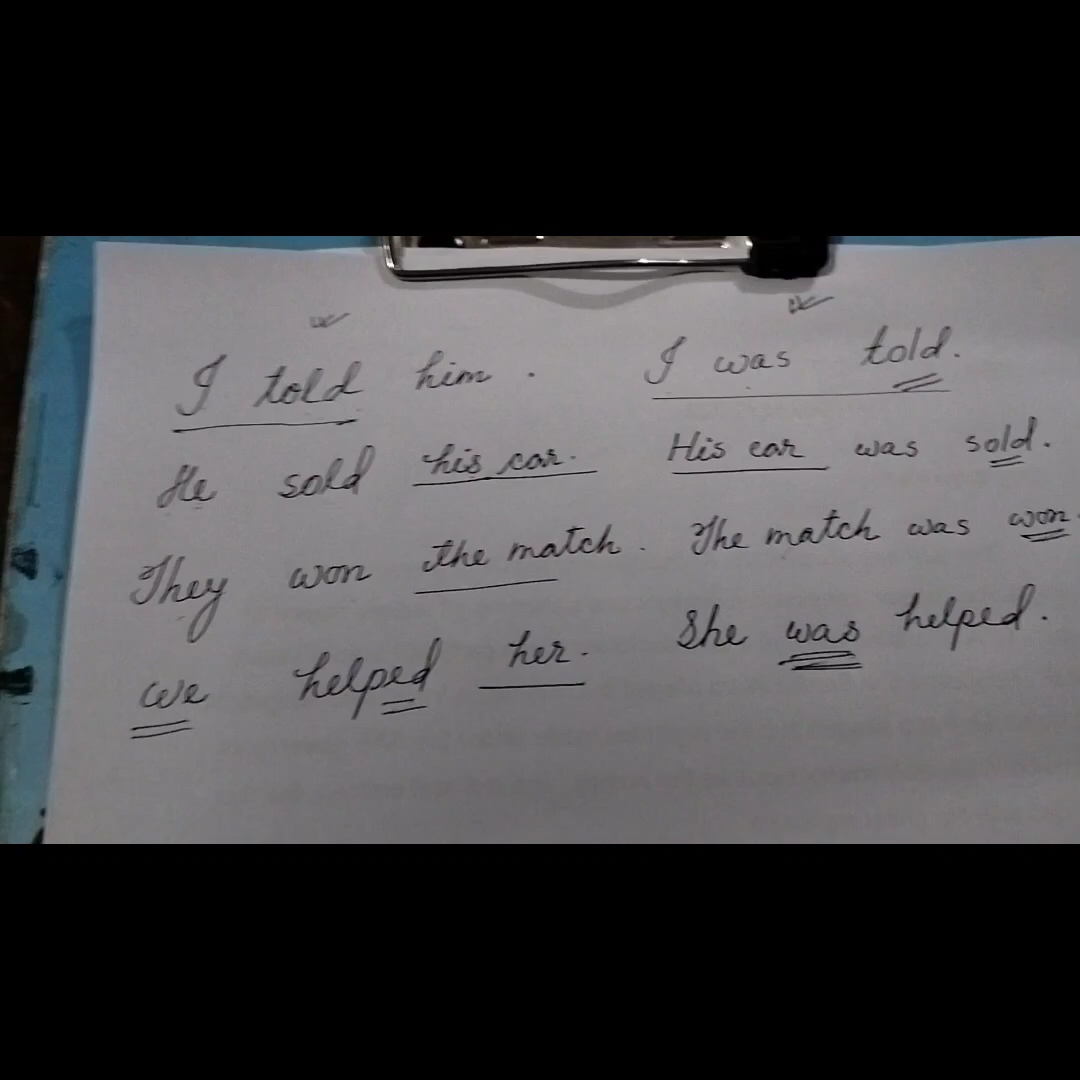 I told him. I was told.
He sold his car. His car was sold.
They won the match. The match was won.
we helped her. She was helped.